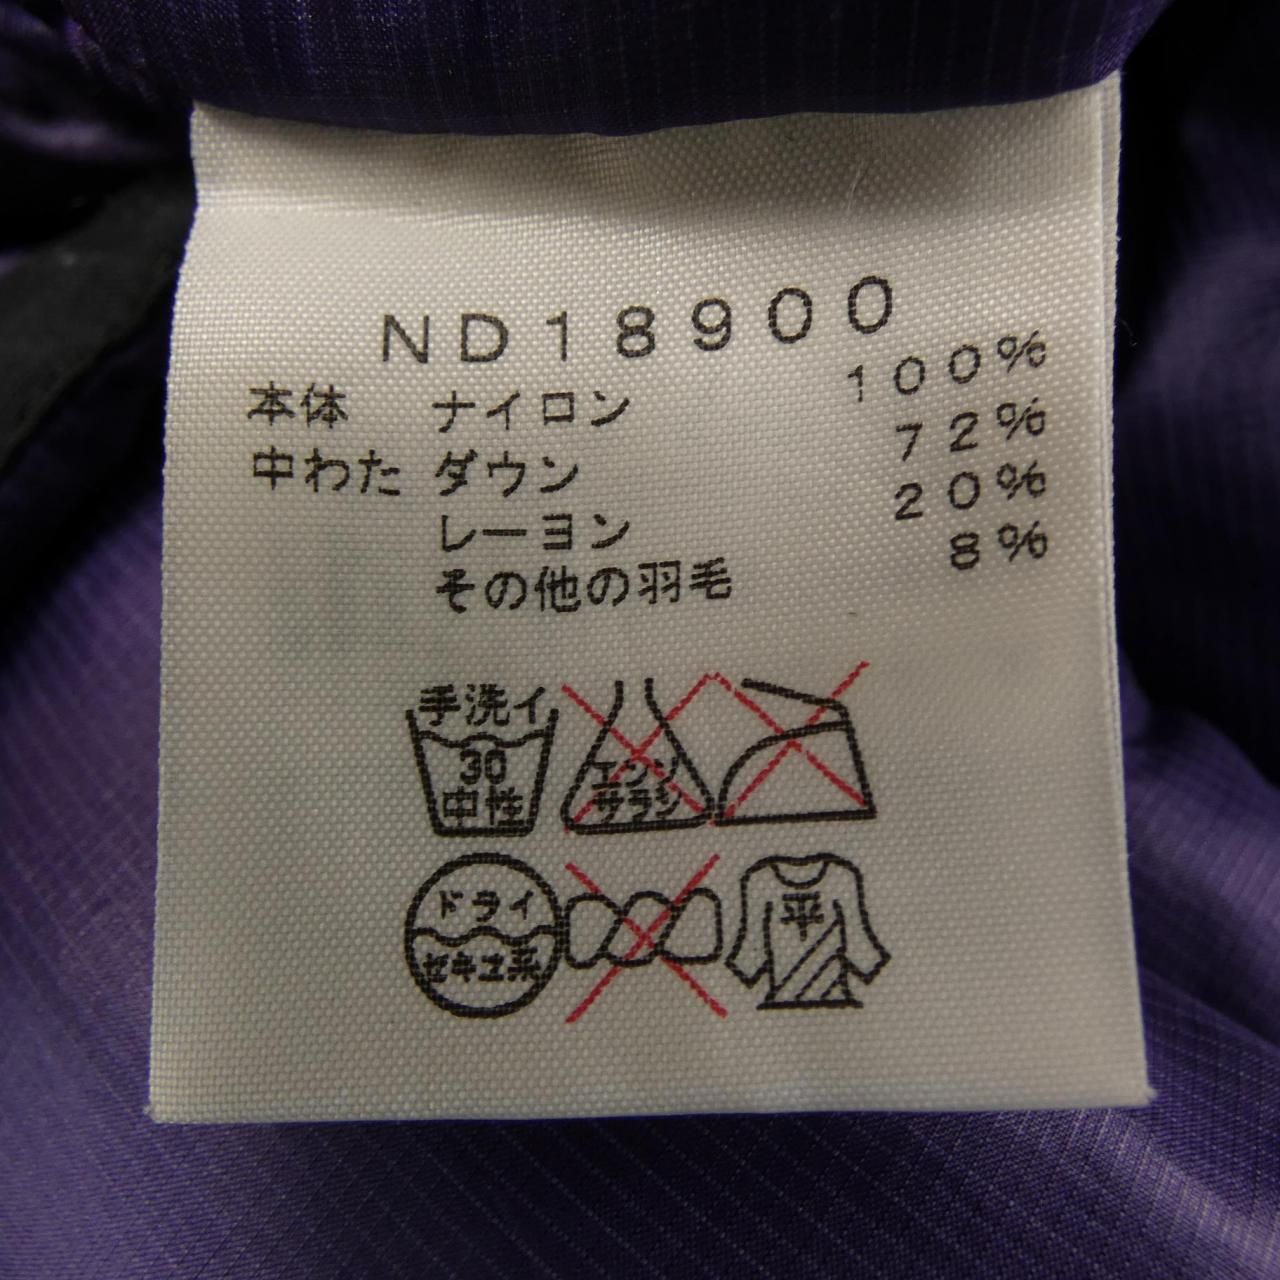 ND18900
本体 ナイロン 100%
中わた ダウン 72%
レーヨン 20%
その他の羽毛 8%
手洗イ
30
中性
エンソ
サラシ
ドライ
セキユ系
平